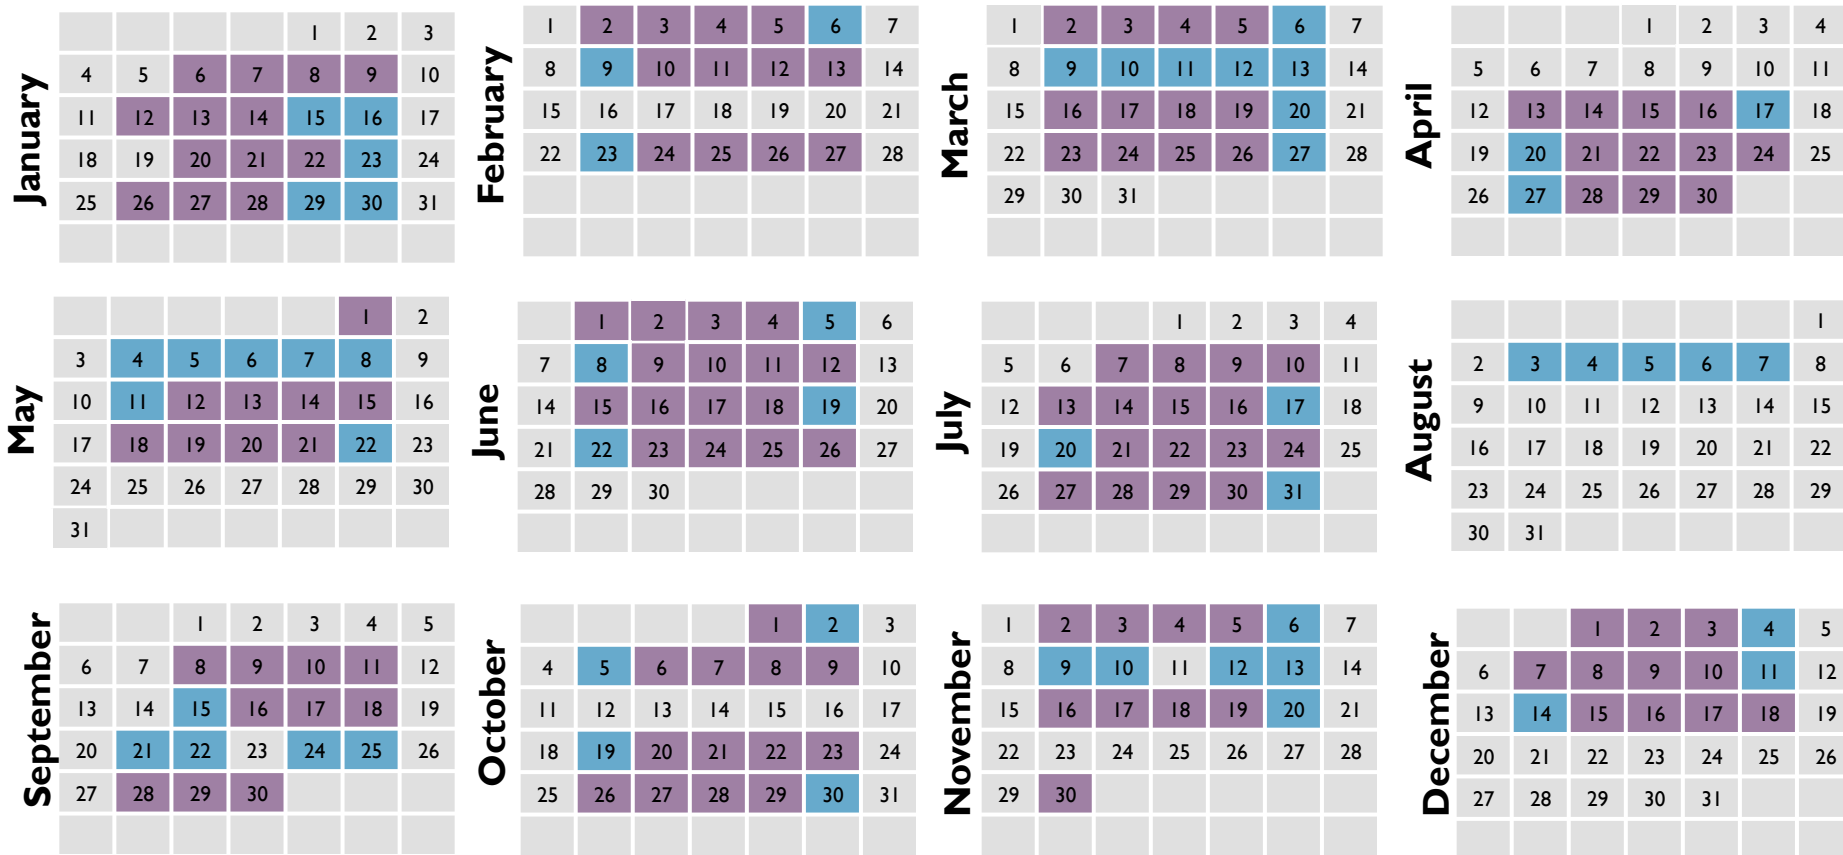 January
1 2 3
4 5 6 7 8 9 10
11 12 13 14 15 16 17
18 19 20 21 22 23 24
25 26 27 28 29 30 31
February
1 2 3 4 5 6 7
8 9 10 11 12 13 14
15 16 17 18 19 20 21
22 23 24 25 26 27 28
March
1 2 3 4 5 6 7
8 9 10 11 12 13 14
15 16 17 18 19 20 21
22 23 24 25 26 27 28
29 30 31
April
1 2 3 4
5 6 7 8 9 10 11
12 13 14 15 16 17 18
19 20 21 22 23 24 25
26 27 28 29 30
May
1 2
3 4 5 6 7 8 9
10 11 12 13 14 15 16
17 18 19 20 21 22 23
24 25 26 27 28 29 30
31
June
1 2 3 4 5 6
7 8 9 10 11 12 13
14 15 16 17 18 19 20
21 22 23 24 25 26 27
28 29 30
July
1 2 3 4
5 6 7 8 9 10 11
12 13 14 15 16 17 18
19 20 21 22 23 24 25
26 27 28 29 30 31
August
1
2 3 4 5 6 7 8
9 10 11 12 13 14 15
16 17 18 19 20 21 22
23 24 25 26 27 28 29
30 31
September
1 2 3 4 5
6 7 8 9 10 11 12
13 14 15 16 17 18 19
20 21 22 23 24 25 26
27 28 29 30
October
1 2 3
4 5 6 7 8 9 10
11 12 13 14 15 16 17
18 19 20 21 22 23 24
25 26 27 28 29 30 31
November
1 2 3 4 5 6 7
8 9 10 11 12 13 14
15 16 17 18 19 20 21
22 23 24 25 26 27 28
29 30
December
1 2 3 4 5
6 7 8 9 10 11 12
13 14 15 16 17 18 19
20 21 22 23 24 25 26
27 28 29 30 31